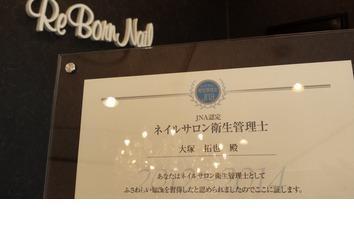 ReBornNail
JNA認定
ネイルサロン衛生管理士
大塚 拓也 殿
あなたはネイルサロン衛生管理士として
ふさわしい知識を習得したと認められましたのでここに証します。